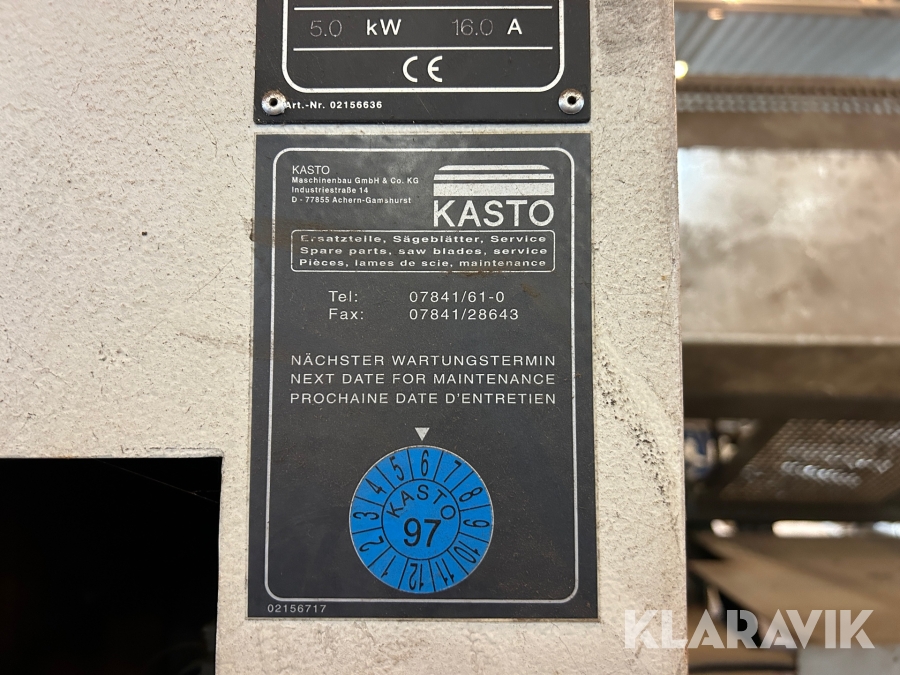 5.0 kW 16.0 A
CE
Art.-Nr. 02156636
KASTO
Maschinenbau GmbH & Co. KG
Industriestraße 14
D - 77855 Achern-Gamshurst
KASTO
Ersatzteile, Sägeblätter, Service
Spare parts, saw blades, service
Pièces, lames de scie, maintenance
Tel: 07841/61-0
Fax: 07841/28643
NÄCHSTER WARTUNGSTERMIN
NEXT DATE FOR MAINTENANCE
PROCHAINE DATE D'ENTRETIEN
1 2 3 4 5 6 7 8 9 10 11 12
KASTO
97
02156717
KLARAVIK